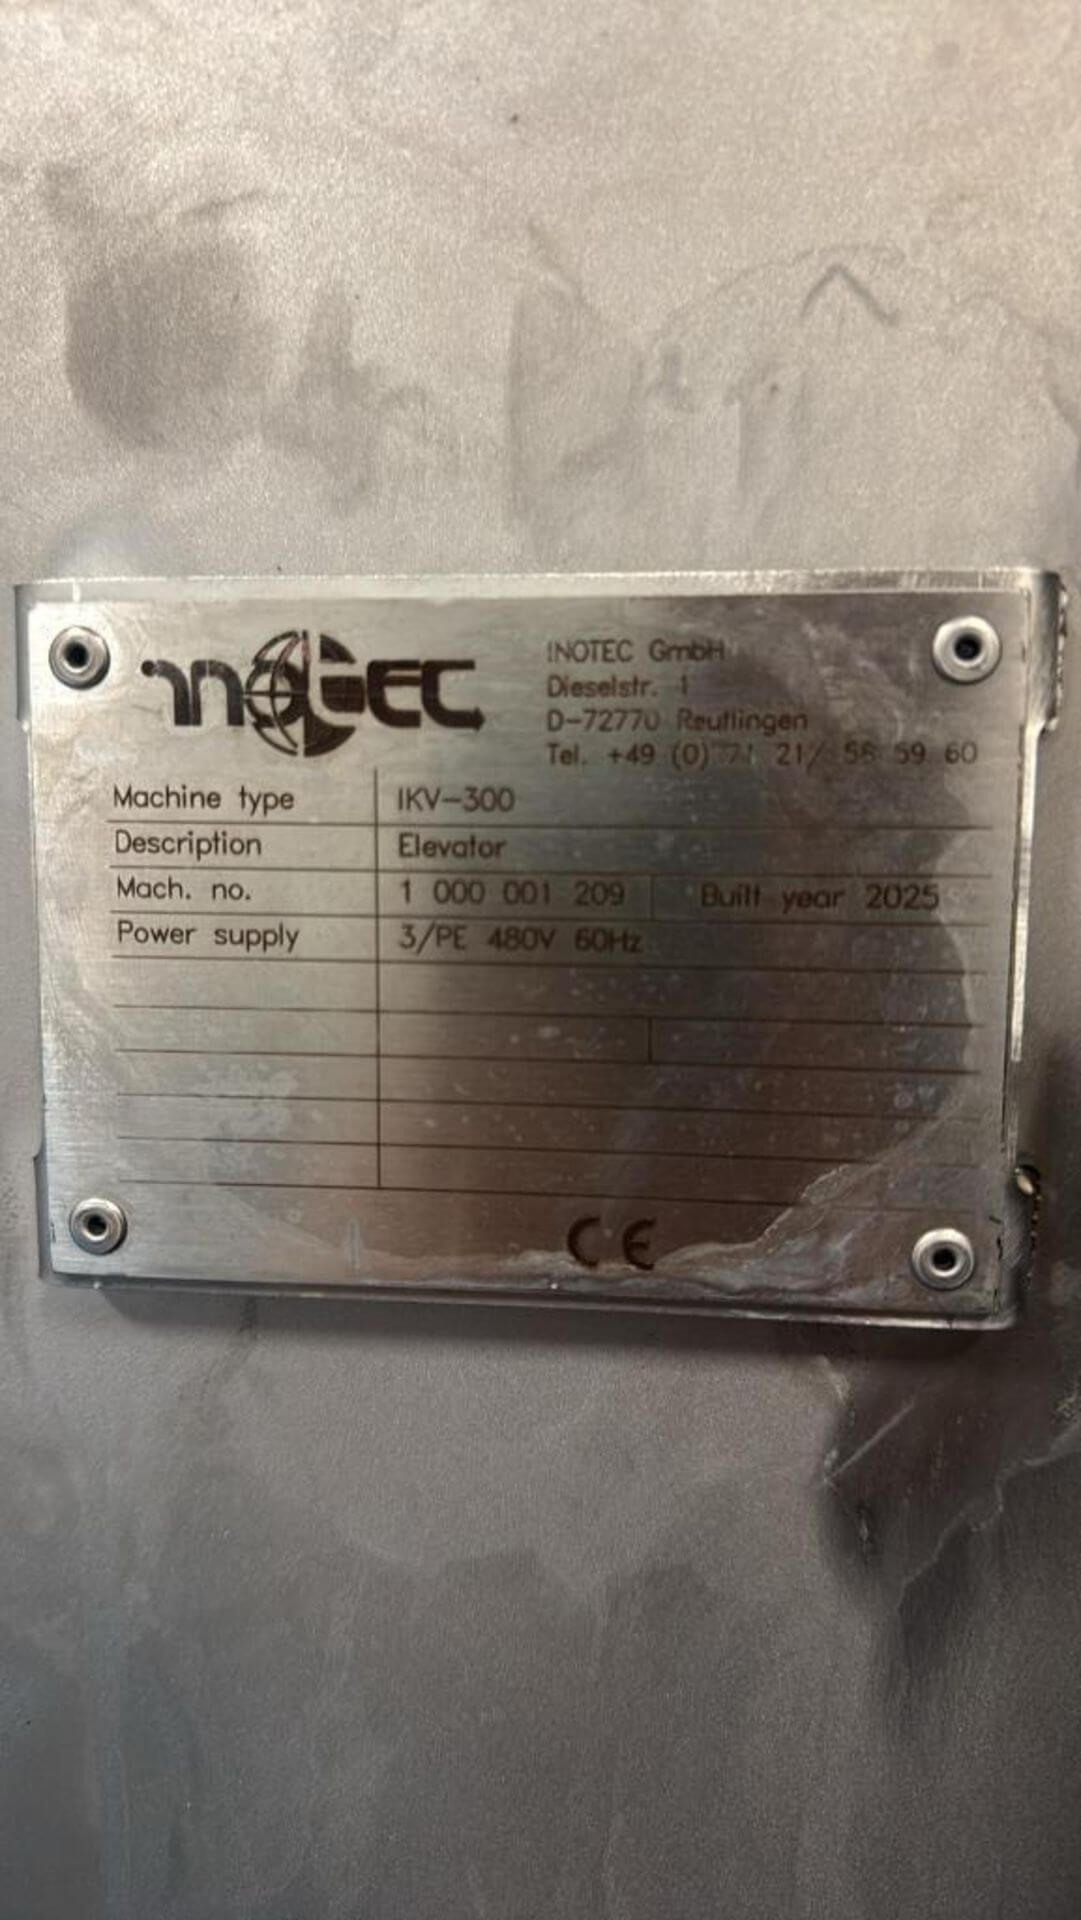 INOTEC
INOTEC GmbH
Dieselstr. 1
D-72770 Reutlingen
Tel. +49 (0) 71 21/ 58 59 60
Machine type IKV-300
Description Elevator
Mach. no. 1 000 001 209 Built year 2025
Power supply 3/PE 480V 60Hz
CE